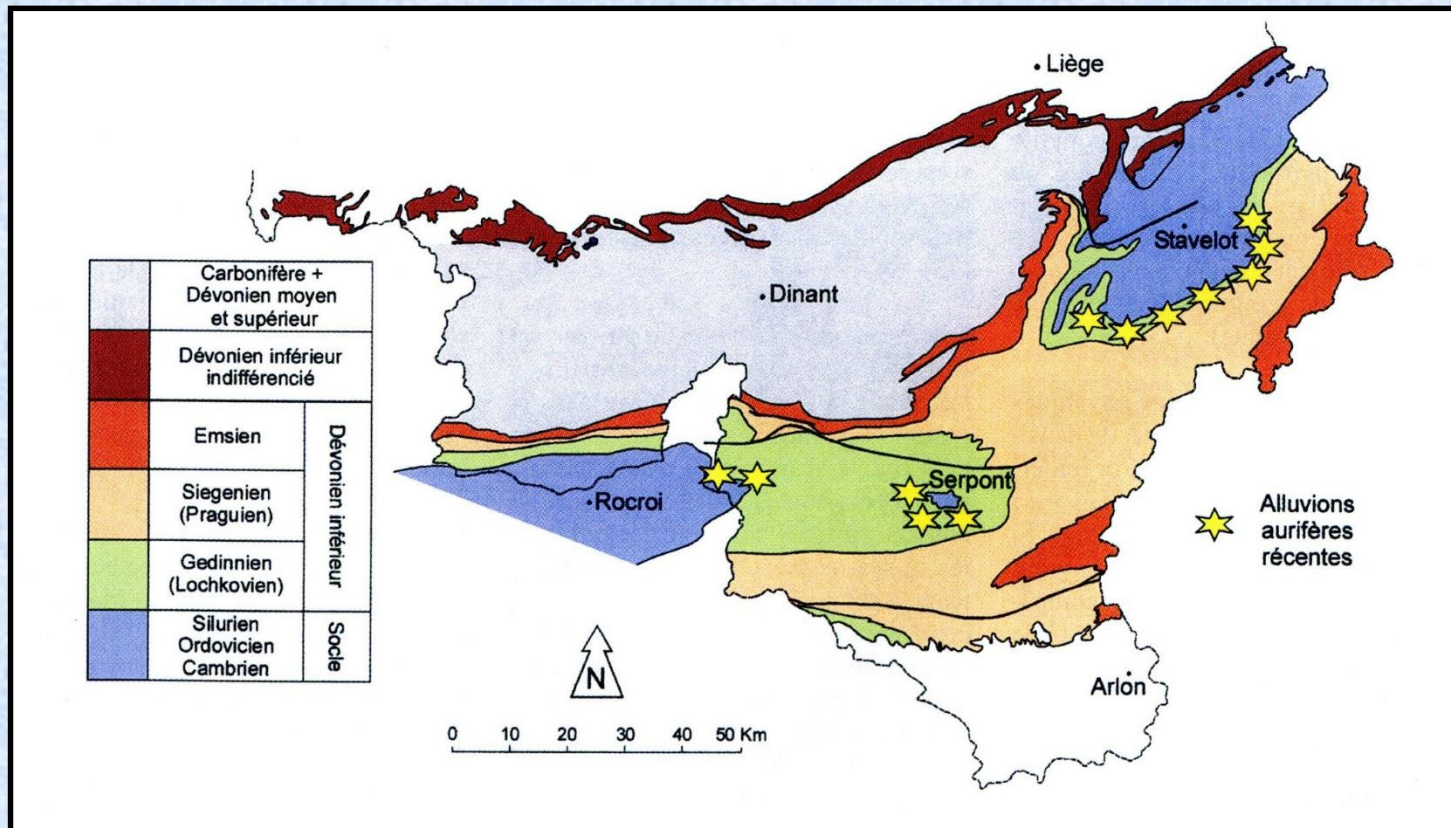 Liège
Stavelot
Dinant
Serpont
Rocroi
Arlon
Carbonifère +
Dévonien moyen
et supérieur
Dévonien inférieur
indifférencié
Emsien
Siegenien
(Praguien)
Gedinnien
(Lochkovien)
Dévonien inférieur
Silurien
Ordovicien
Cambrien
Socle
Alluvions
aurifères
récentes
N
0 10 20 30 40 50 Km